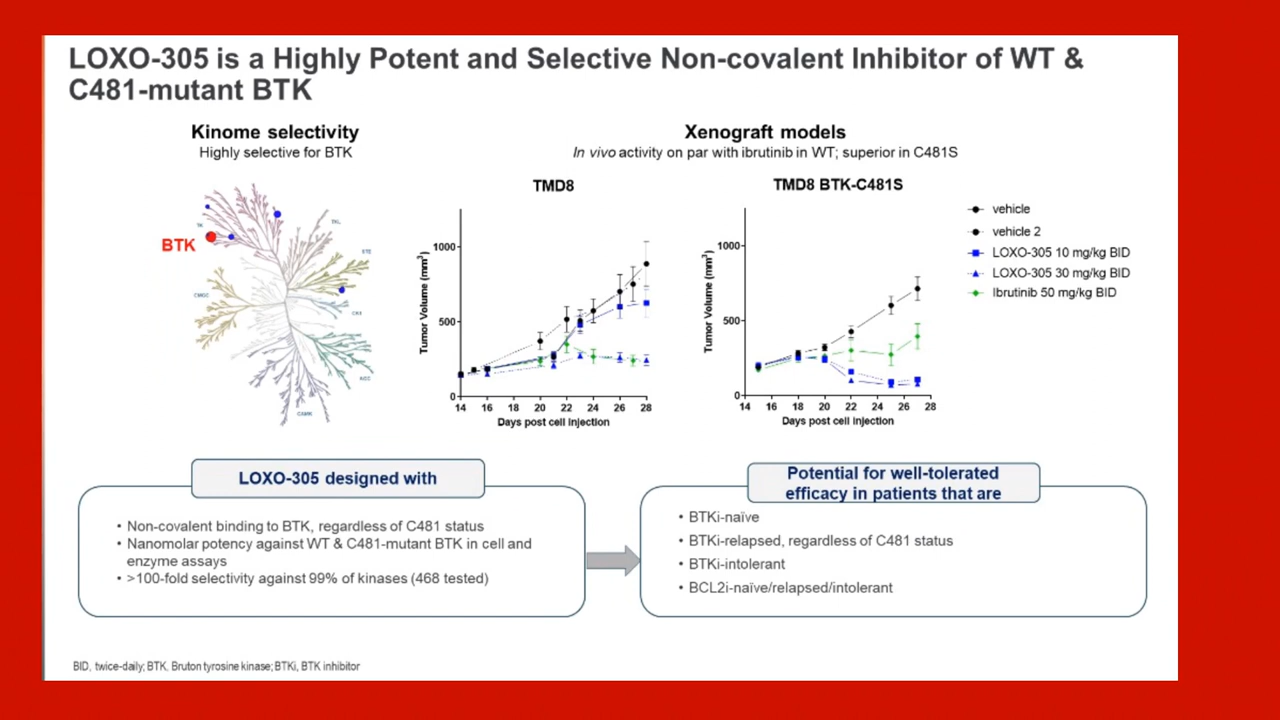 LOXO-305 is a Highly Potent and Selective Non-covalent Inhibitor of WT &
C481-mutant BTK
Kinome selectivity
Highly selective for BTK
BTK
TK
TKL
STE
CK1
AGC
CAMK
CMGC
Xenograft models
In vivo activity on par with ibrutinib in WT; superior in C481S
TMD8
Tumor Volume (mm³)
1000
500
0
14 16 18 20 22 24 26 28
Days post cell injection
TMD8 BTK-C481S
Tumor Volume (mm³)
1000
500
0
14 16 18 20 22 24 26 28
Days post cell injection
vehicle
vehicle 2
LOXO-305 10 mg/kg BID
LOXO-305 30 mg/kg BID
Ibrutinib 50 mg/kg BID
LOXO-305 designed with
• Non-covalent binding to BTK, regardless of C481 status
• Nanomolar potency against WT & C481-mutant BTK in cell and
enzyme assays
• >100-fold selectivity against 99% of kinases (468 tested)
Potential for well-tolerated
efficacy in patients that are
• BTKi-naïve
• BTKi-relapsed, regardless of C481 status
• BTKi-intolerant
• BCL2i-naïve/relapsed/intolerant
BID, twice-daily; BTK, Bruton tyrosine kinase; BTKi, BTK inhibitor